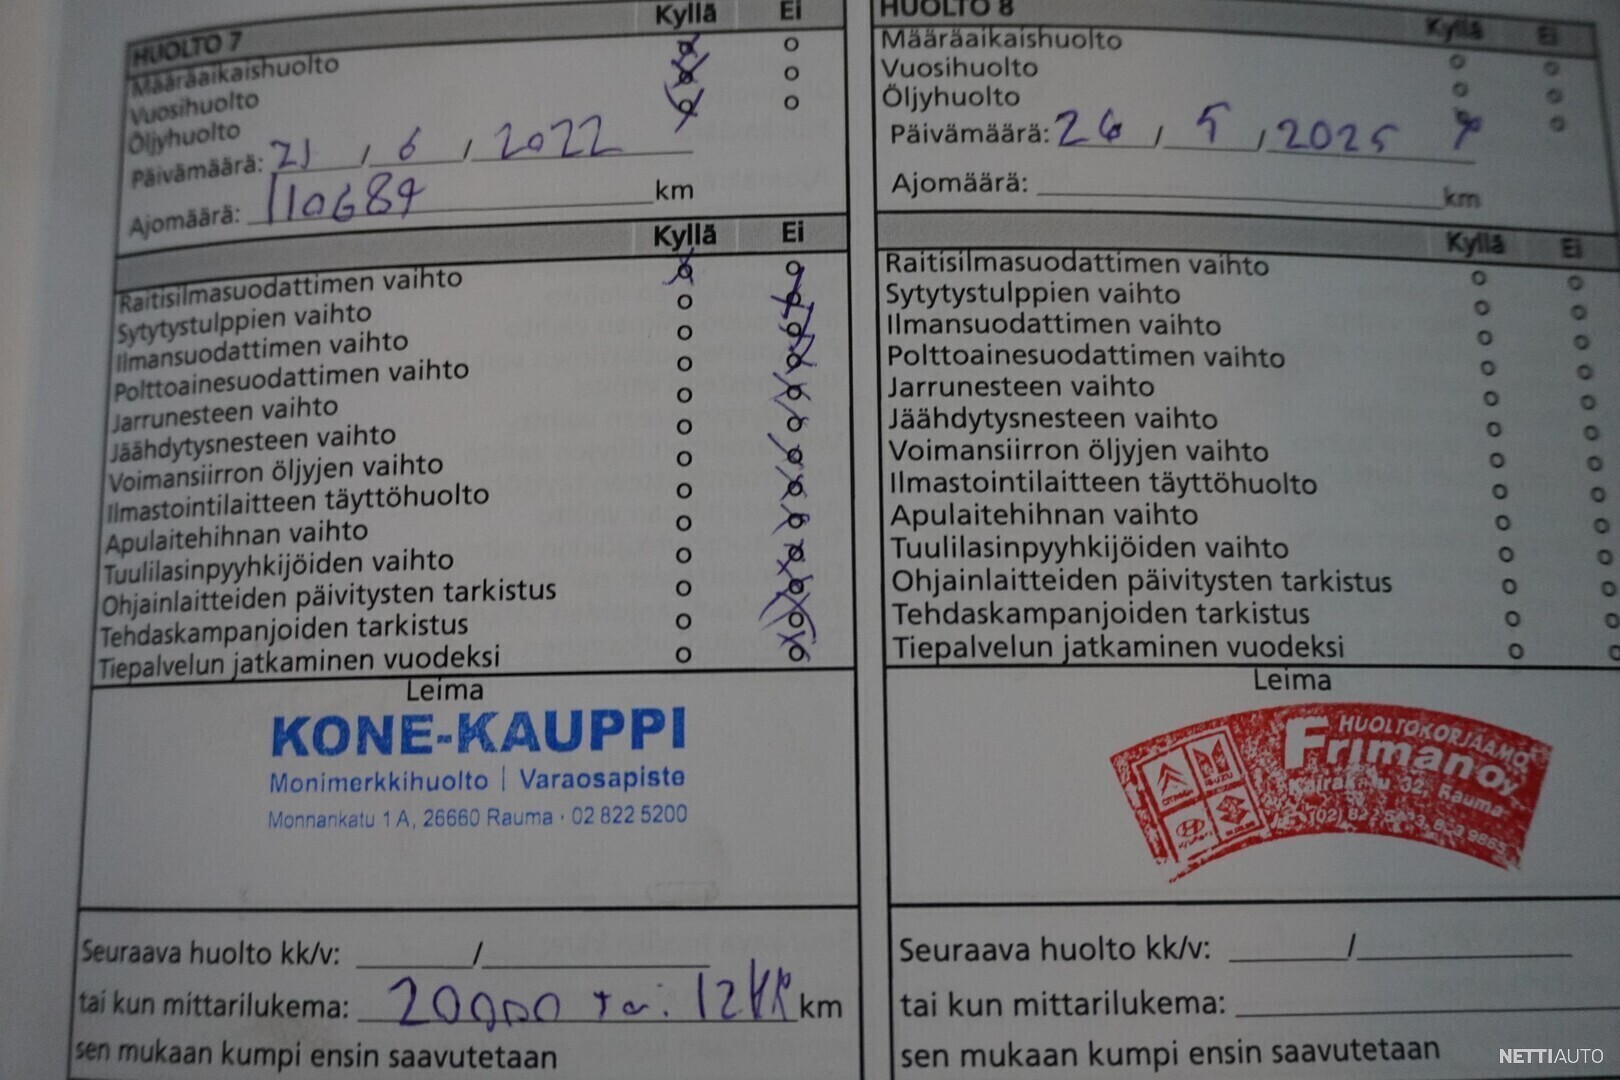 HUOLTO 7 Kyllä Ei
Määräaikaishuolto
Vuosihuolto
Öljyhuolto
Päivämäärä: 21 / 6 / 2022
Ajomäärä: 110689 km
Kyllä Ei
Raitisilmasuodattimen vaihto
Sytytystulppien vaihto
Ilmansuodattimen vaihto
Polttoainesuodattimen vaihto
Jarrunesteen vaihto
Jäähdytysnesteen vaihto
Voimansiirron öljyjen vaihto
Ilmastointilaitteen täyttöhuolto
Apulaitehihnan vaihto
Tuulilasinpyyhkijöiden vaihto
Ohjainlaitteiden päivitysten tarkistus
Tehdaskampanjoiden tarkistus
Tiepalvelun jatkaminen vuodeksi
Leima
KONE-KAUPPI
Monimerkkihuolto | Varaosapiste
Monnankatu 1 A, 26660 Rauma · 02 822 5200
Seuraava huolto kk/v: /
tai kun mittarilukema: 20000 tai 12KK km
sen mukaan kumpi ensin saavutetaan
HUOLTO 8 Kyllä Ei
Määräaikaishuolto
Vuosihuolto
Öljyhuolto
Päivämäärä: 26 / 5 / 2025
Ajomäärä: km
Kyllä Ei
Raitisilmasuodattimen vaihto
Sytytystulppien vaihto
Ilmansuodattimen vaihto
Polttoainesuodattimen vaihto
Jarrunesteen vaihto
Jäähdytysnesteen vaihto
Voimansiirron öljyjen vaihto
Ilmastointilaitteen täyttöhuolto
Apulaitehihnan vaihto
Tuulilasinpyyhkijöiden vaihto
Ohjainlaitteiden päivitysten tarkistus
Tehdaskampanjoiden tarkistus
Tiepalvelun jatkaminen vuodeksi
Leima
HUOLTOKORJAAMO
Frimano
32, Rauma
Seuraava huolto kk/v: /
tai kun mittarilukema:
sen mukaan kumpi ensin saavutetaan
NETTIAUTO